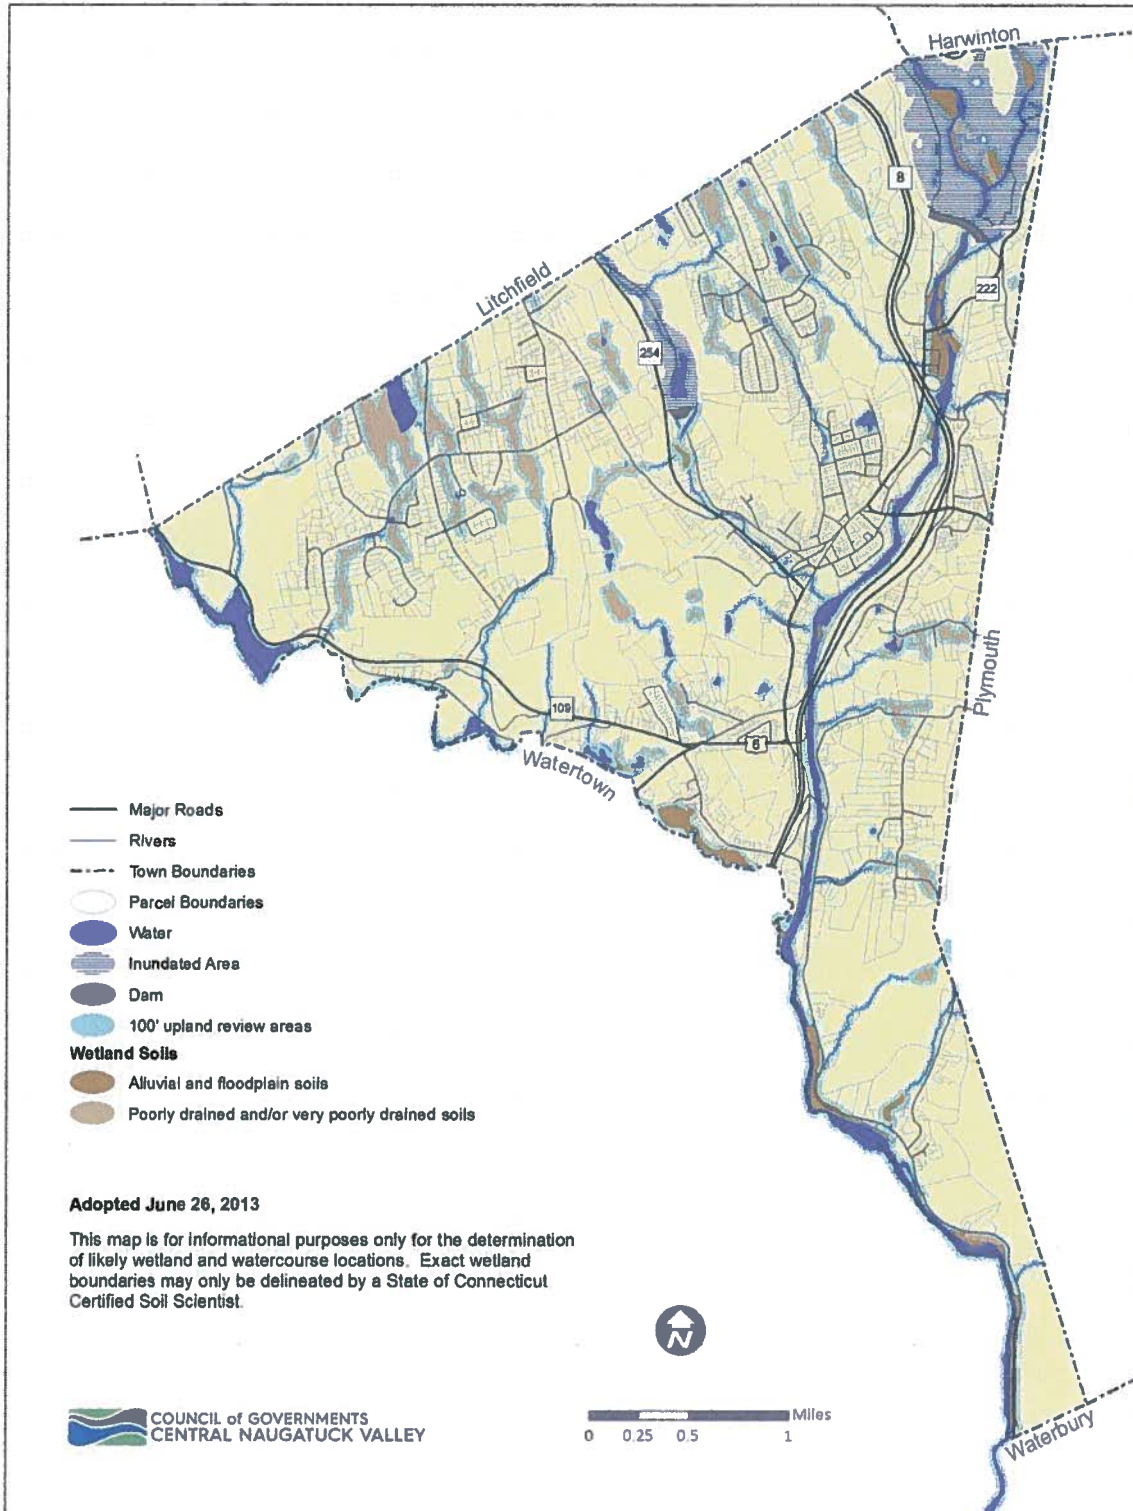 Harwinton
8
Litchfield
222
254
Plymouth
109
6
Watertown
Major Roads
Rivers
Town Boundaries
Parcel Boundaries
Water
Inundated Area
Dam
100' upland review areas
Wetland Soils
Alluvial and floodplain soils
Poorly drained and/or very poorly drained soils
Adopted June 26, 2013
This map is for informational purposes only for the determination
of likely wetland and watercourse locations. Exact wetland
boundaries may only be delineated by a State of Connecticut
Certified Soil Scientist.
N
COUNCIL of GOVERNMENTS
CENTRAL NAUGATUCK VALLEY
Miles
0 0.25 0.5 1
Waterbury